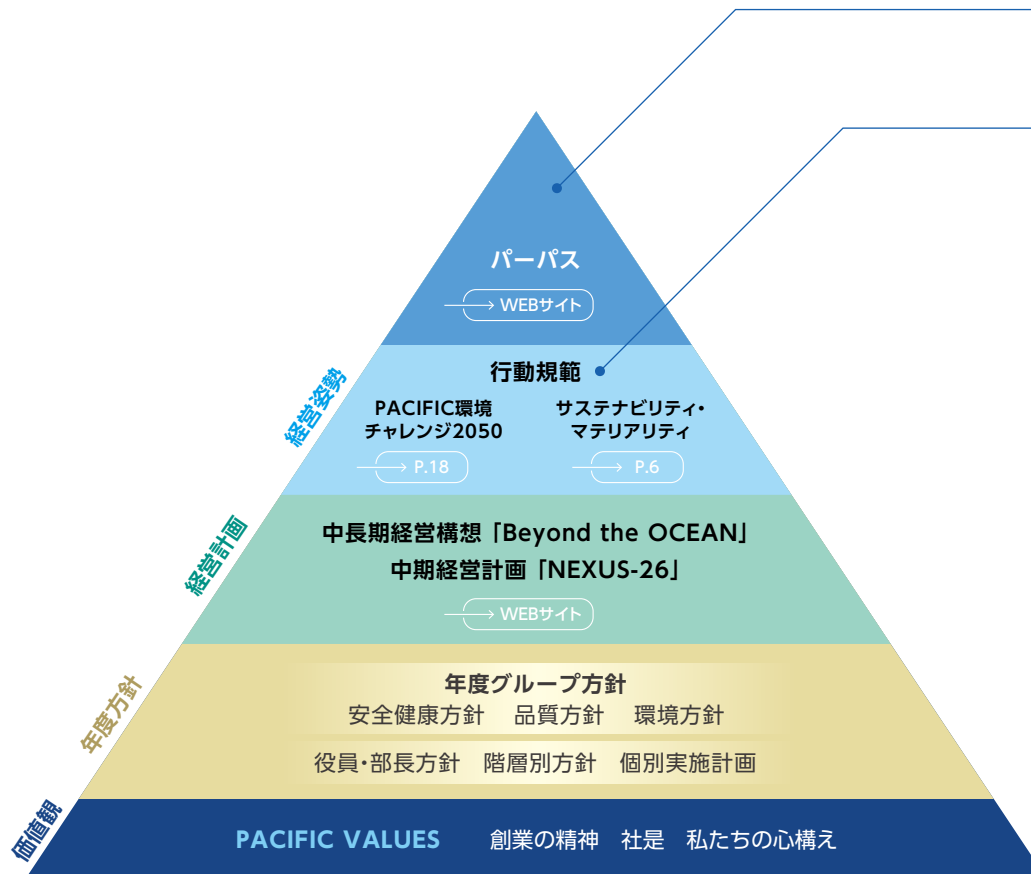 パーパス
WEBサイト
経営姿勢
行動規範
PACIFIC環境
チャレンジ2050
P.18
サステナビリティ・
マテリアリティ
P.6
経営計画
中長期経営構想「Beyond the OCEAN」
中期経営計画「NEXUS-26」
WEBサイト
年度方針
年度グループ方針
安全健康方針 品質方針 環境方針
役員・部長方針 階層別方針 個別実施計画
価値観
PACIFIC VALUES 創業の精神 社是 私たちの心構え